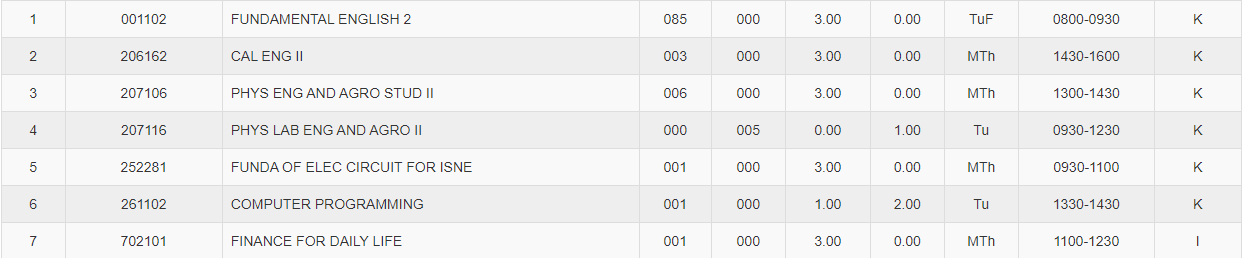 1 001102 FUNDAMENTAL ENGLISH 2 085 000 3.00 0.00 TuF 0800-0930 K
2 206162 CAL ENG II 003 000 3.00 0.00 MTh 1430-1600 K
3 207106 PHYS ENG AND AGRO STUD II 006 000 3.00 0.00 MTh 1300-1430 K
4 207116 PHYS LAB ENG AND AGRO II 000 005 0.00 1.00 Tu 0930-1230 K
5 252281 FUNDA OF ELEC CIRCUIT FOR ISNE 001 000 3.00 0.00 MTh 0930-1100 K
6 261102 COMPUTER PROGRAMMING 001 000 1.00 2.00 Tu 1330-1430 K
7 702101 FINANCE FOR DAILY LIFE 001 000 3.00 0.00 MTh 1100-1230 I